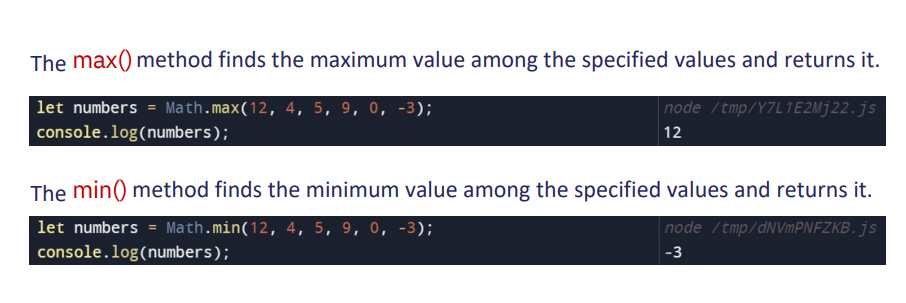 The max() method finds the maximum value among the specified values and returns it.
let numbers = Math.max(12, 4, 5, 9, 0, -3); node /tmp/Y7L1E2Mj22.js
console.log(numbers); 12
The min() method finds the minimum value among the specified values and returns it.
let numbers = Math.min(12, 4, 5, 9, 0, -3); node /tmp/dNVmPNFZKB.js
console.log(numbers); -3